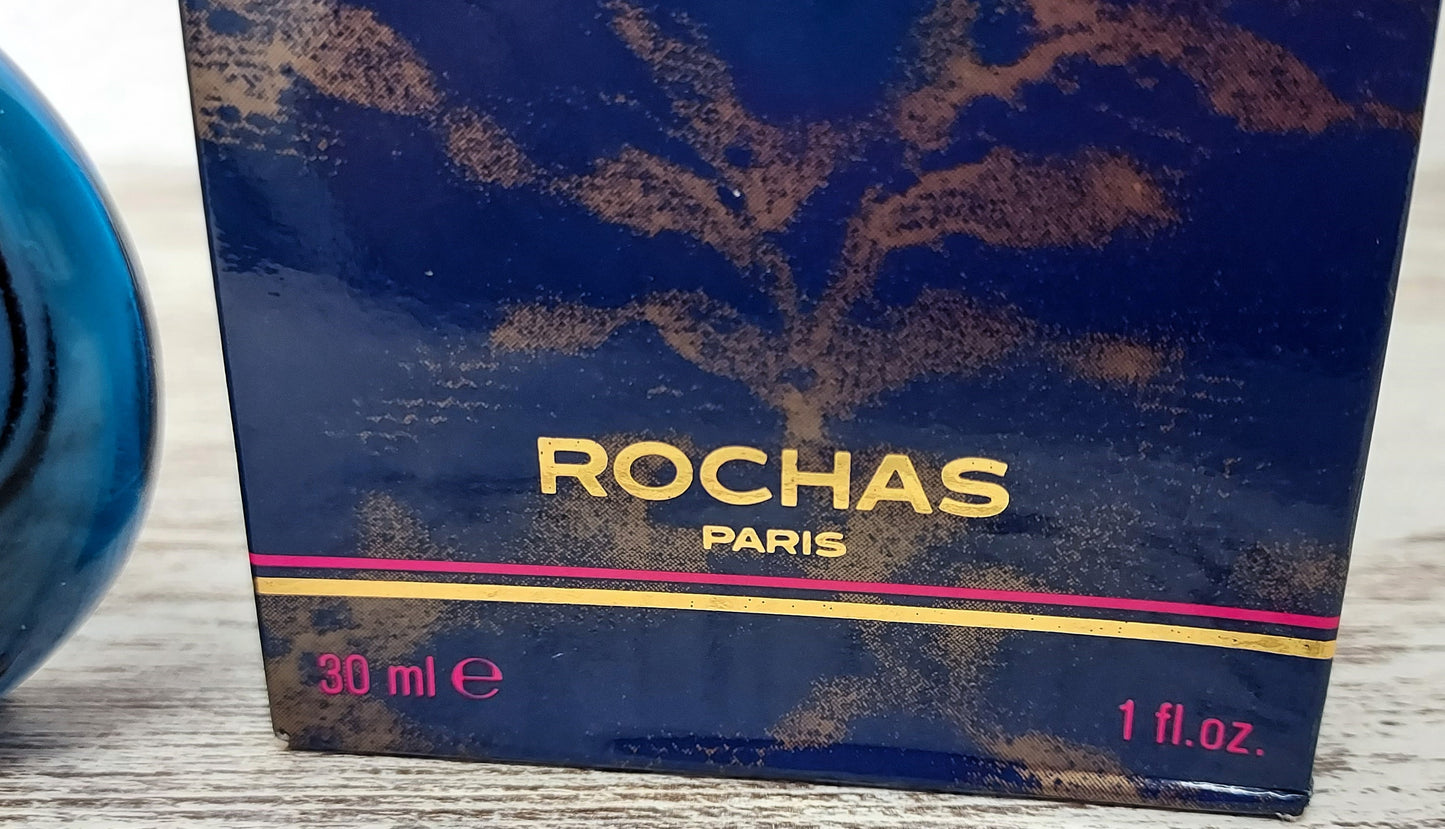 ROCHAS
PARIS
30 ml ℮
1 fl.oz.